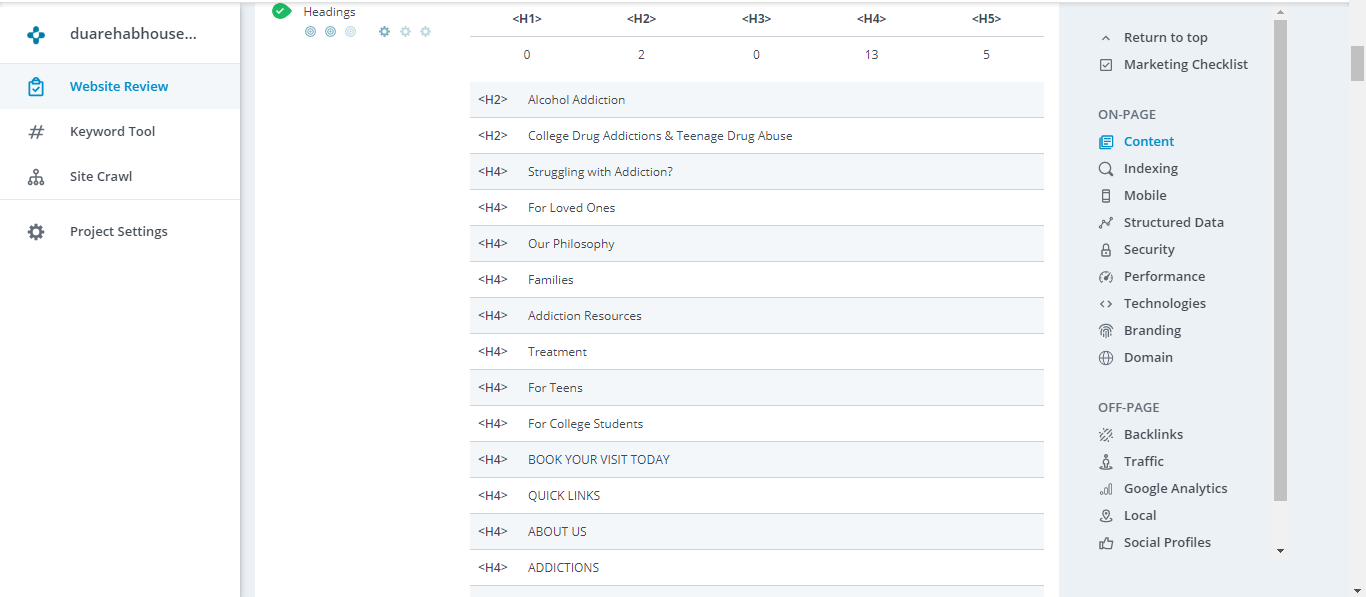 duarehabhouse...
Website Review
Keyword Tool
Site Crawl
Project Settings
Headings
<H1> <H2> <H3> <H4> <H5>
0 2 0 13 5
<H2> Alcohol Addiction
<H2> College Drug Addictions & Teenage Drug Abuse
<H4> Struggling with Addiction?
<H4> For Loved Ones
<H4> Our Philosophy
<H4> Families
<H4> Addiction Resources
<H4> Treatment
<H4> For Teens
<H4> For College Students
<H4> BOOK YOUR VISIT TODAY
<H4> QUICK LINKS
<H4> ABOUT US
<H4> ADDICTIONS
Return to top
Marketing Checklist
ON-PAGE
Content
Indexing
Mobile
Structured Data
Security
Performance
Technologies
Branding
Domain
OFF-PAGE
Backlinks
Traffic
Google Analytics
Local
Social Profiles